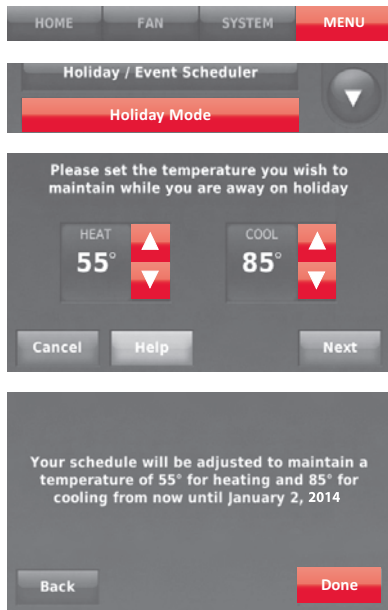 HOME FAN SYSTEM MENU
Holiday / Event Scheduler
Holiday Mode
Please set the temperature you wish to
maintain while you are away on holiday
HEAT COOL
55° 85°
Cancel Help Next
Your schedule will be adjusted to maintain a
temperature of 55° for heating and 85° for
cooling from now until January 2, 2014
Back Done